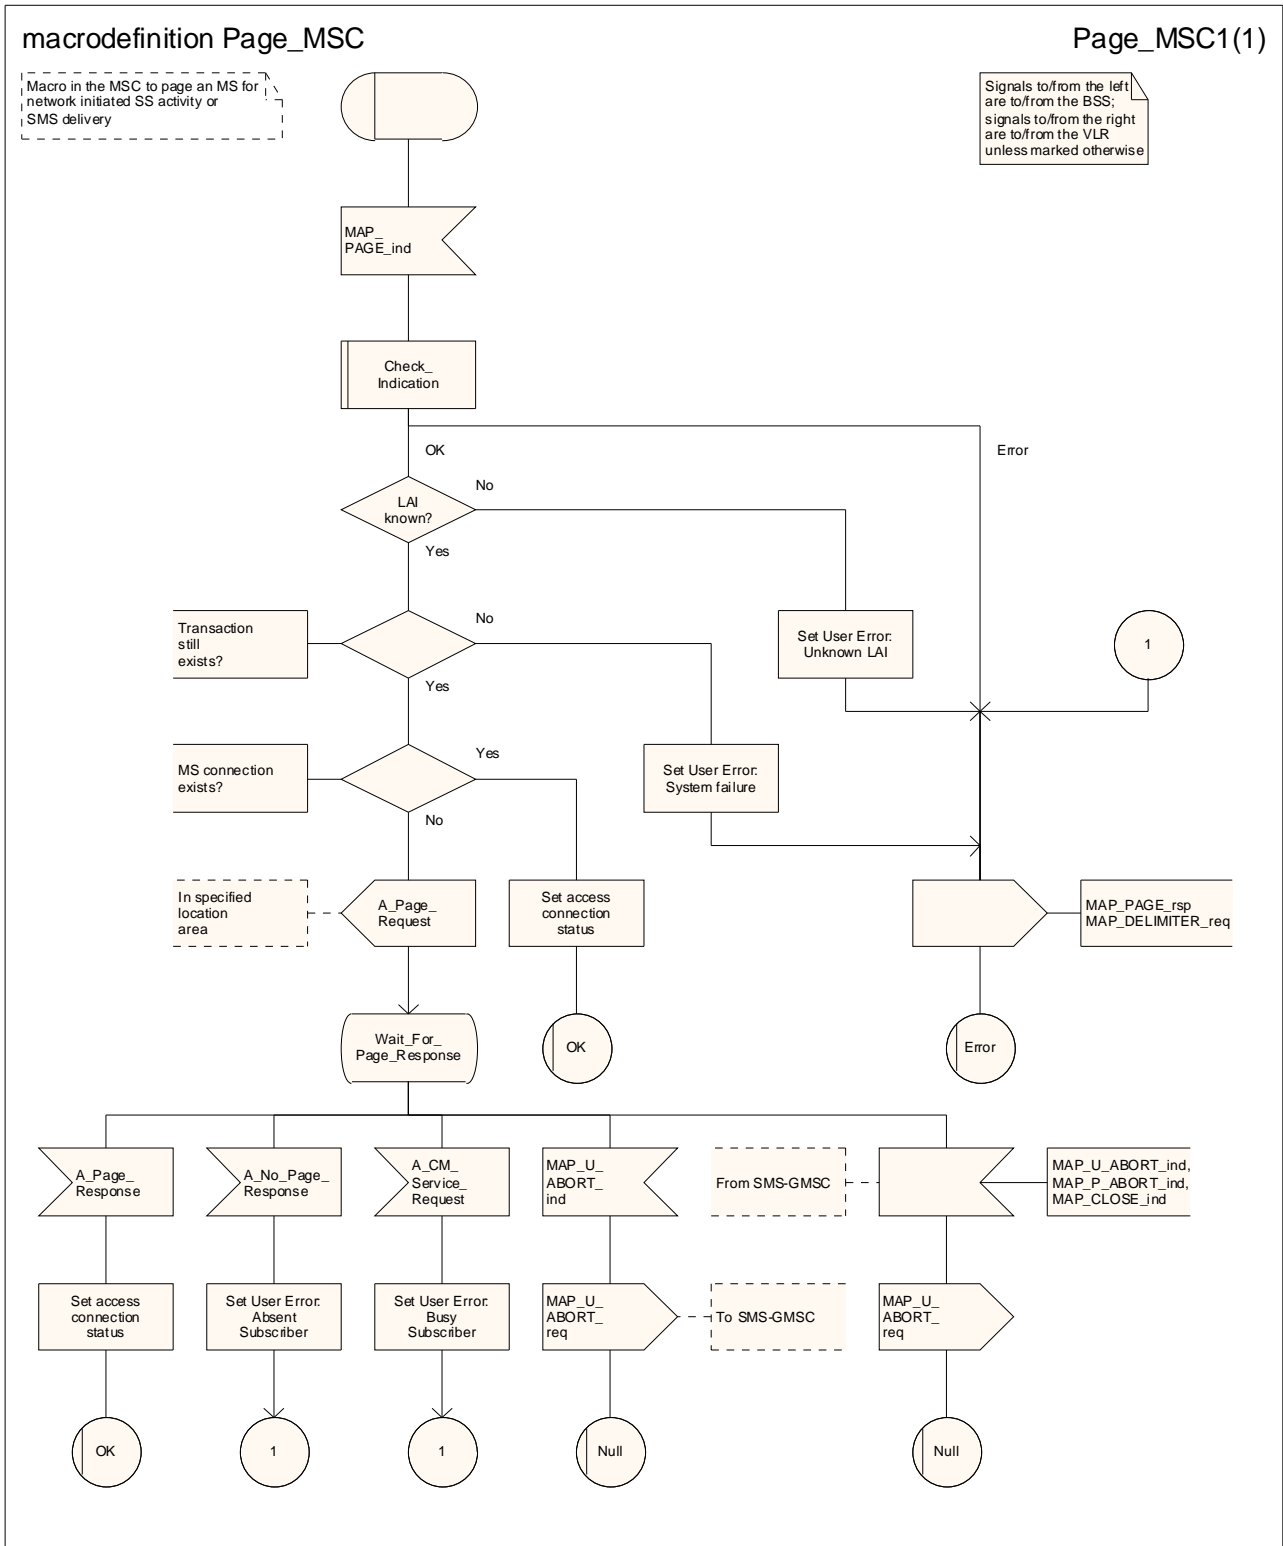 macrodefinition Page_MSC
Page_MSC1(1)
Macro in the MSC to page an MS for
network initiated SS activity or
SMS delivery
Signals to/from the left
are to/from the BSS;
signals to/from the right
are to/from the VLR
unless marked otherwise
MAP_
PAGE_ind
Check_
Indication
OK
Error
LAI
known?
No
Yes
Transaction
still
exists?
No
Yes
Set User Error:
Unknown LAI
1
MS connection
exists?
Yes
No
Set User Error:
System failure
In specified
location
area
A_Page_
Request
Set access
connection
status
MAP_PAGE_rsp
MAP_DELIMITER_req
Wait_For_
Page_Response
OK
Error
A_Page_
Response
A_No_Page_
Response
A_CM_
Service_
Request
MAP_U_
ABORT_
ind
From SMS-GMSC
MAP_U_ABORT_ind,
MAP_P_ABORT_ind,
MAP_CLOSE_ind
Set access
connection
status
Set User Error:
Absent
Subscriber
Set User Error:
Busy
Subscriber
MAP_U_
ABORT_
req
To SMS-GMSC
MAP_U_
ABORT_
req
OK
1
1
Null
Null